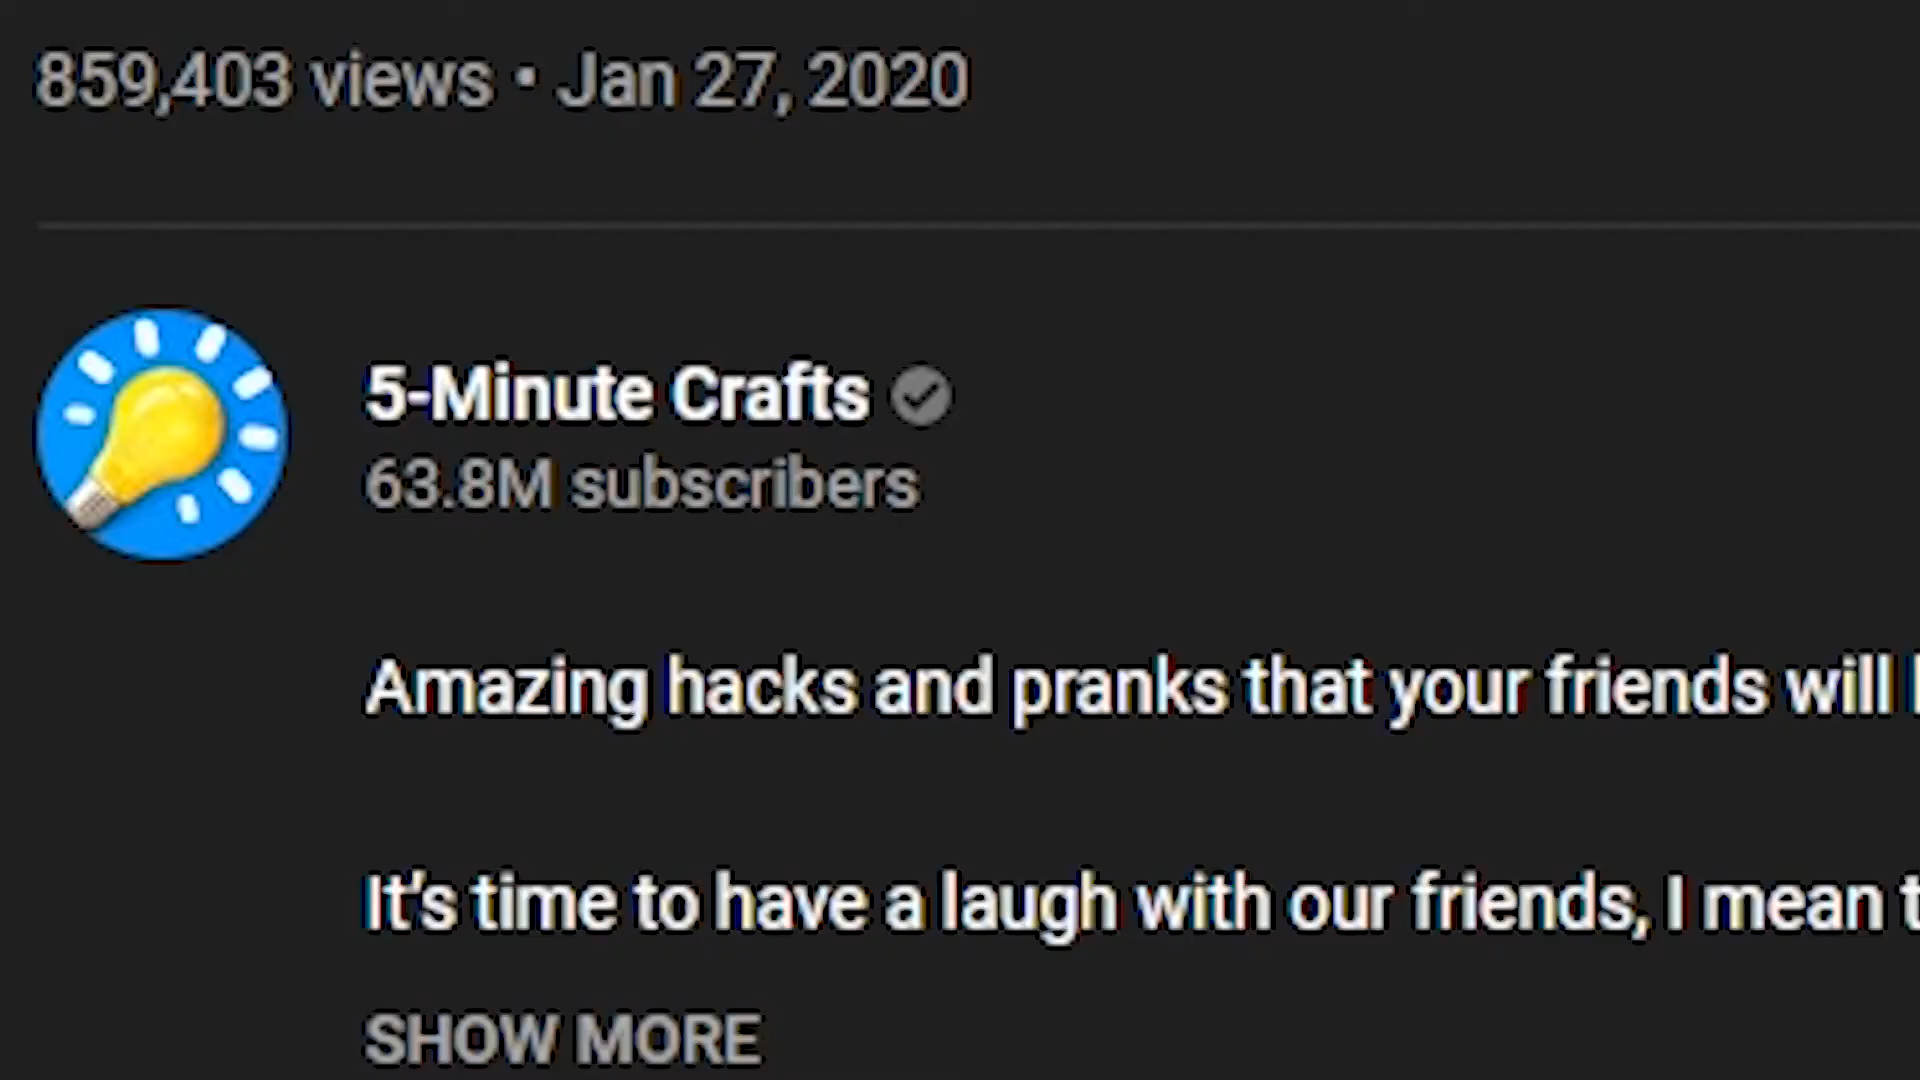 859,403 views • Jan 27, 2020
5-Minute Crafts
63.8M subscribers
Amazing hacks and pranks that your friends will
It’s time to have a laugh with our friends, I mean
SHOW MORE